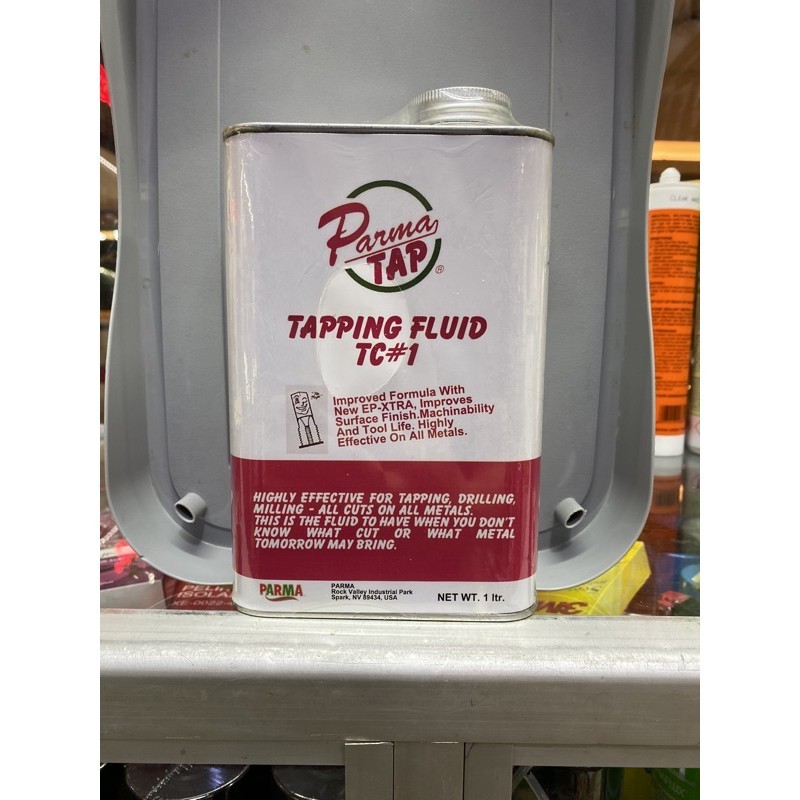 Parma
TAP ®
TAPPING FLUID
TC#1
Improved Formula With
New EP-XTRA, Improves
Surface Finish.Machinability
And Tool Life. Highly
Effective On All Metals.
HIGHLY EFFECTIVE FOR TAPPING, DRILLING,
MILLING - ALL CUTS ON ALL METALS.
THIS IS THE FLUID TO HAVE WHEN YOU DON'T
KNOW WHAT CUT OR WHAT METAL
TOMORROW MAY BRING.
PARMA
PARMA
Rock Valley Industrial Park
Spark, NV 89434, USA
NET WT. 1 ltr.